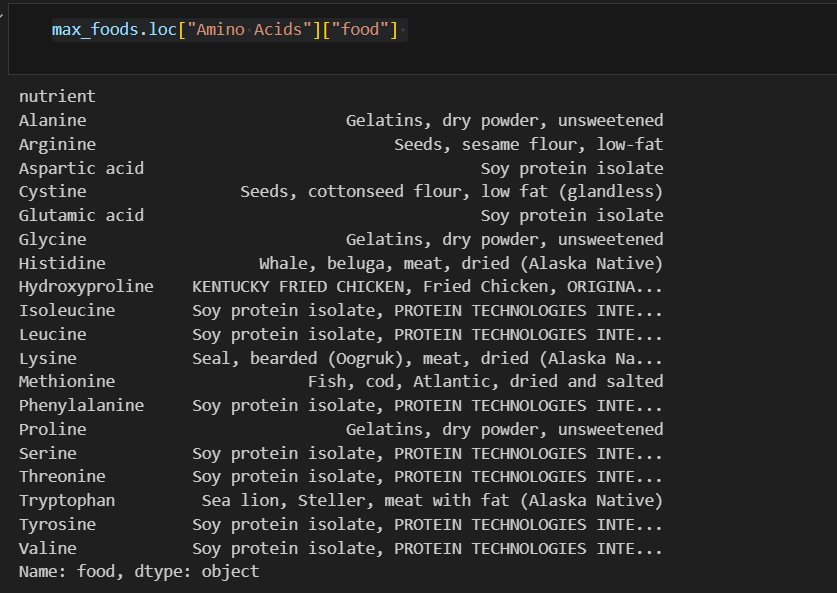 max_foods.loc["Amino Acids"]["food"]
nutrient
Alanine Gelatins, dry powder, unsweetened
Arginine Seeds, sesame flour, low-fat
Aspartic acid Soy protein isolate
Cystine Seeds, cottonseed flour, low fat (glandless)
Glutamic acid Soy protein isolate
Glycine Gelatins, dry powder, unsweetened
Histidine Whale, beluga, meat, dried (Alaska Native)
Hydroxyproline KENTUCKY FRIED CHICKEN, Fried Chicken, ORIGINA...
Isoleucine Soy protein isolate, PROTEIN TECHNOLOGIES INTE...
Leucine Soy protein isolate, PROTEIN TECHNOLOGIES INTE...
Lysine Seal, bearded (Oogruk), meat, dried (Alaska Na...
Methionine Fish, cod, Atlantic, dried and salted
Phenylalanine Soy protein isolate, PROTEIN TECHNOLOGIES INTE...
Proline Gelatins, dry powder, unsweetened
Serine Soy protein isolate, PROTEIN TECHNOLOGIES INTE...
Threonine Soy protein isolate, PROTEIN TECHNOLOGIES INTE...
Tryptophan Sea lion, Steller, meat with fat (Alaska Native)
Tyrosine Soy protein isolate, PROTEIN TECHNOLOGIES INTE...
Valine Soy protein isolate, PROTEIN TECHNOLOGIES INTE...
Name: food, dtype: object